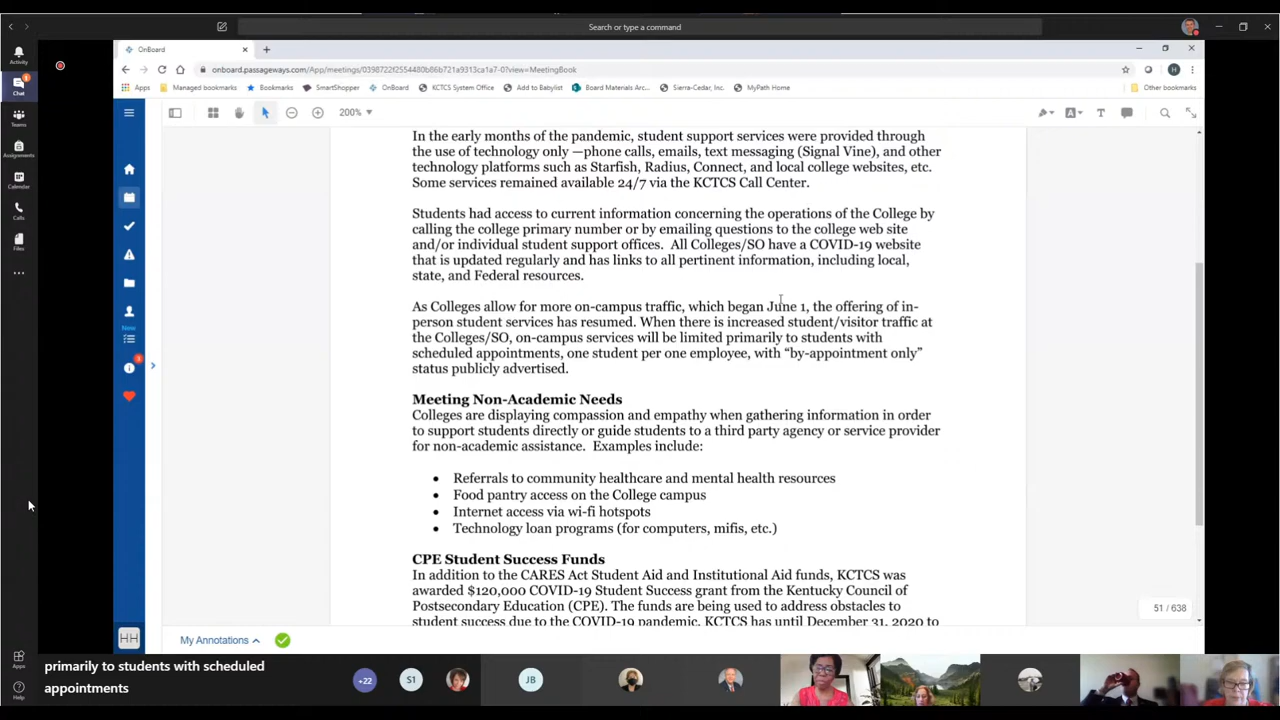 Search or type a command
OnBoard
onboard.passageways.com/App/meetings/0398722f2554480b86b721a9313ca1a7-0?view=MeetingBook
Apps Managed bookmarks Bookmarks SmartShopper OnBoard KCTCS System Office Add to Babylist Board Materials Arc... Sierra-Cedar, Inc. MyPath Home Other bookmarks
Activity
Chat
Teams
Assignments
Calendar
Calls
Files
New
200%
In the early months of the pandemic, student support services were provided through
the use of technology only —phone calls, emails, text messaging (Signal Vine), and other
technology platforms such as Starfish, Radius, Connect, and local college websites, etc.
Some services remained available 24/7 via the KCTCS Call Center.
Students had access to current information concerning the operations of the College by
calling the college primary number or by emailing questions to the college web site
and/or individual student support offices.  All Colleges/SO have a COVID-19 website
that is updated regularly and has links to all pertinent information, including local,
state, and Federal resources.
As Colleges allow for more on-campus traffic, which began June 1, the offering of in-
person student services has resumed. When there is increased student/visitor traffic at
the Colleges/SO, on-campus services will be limited primarily to students with
scheduled appointments, one student per one employee, with “by-appointment only”
status publicly advertised.
Meeting Non-Academic Needs
Colleges are displaying compassion and empathy when gathering information in order
to support students directly or guide students to a third party agency or service provider
for non-academic assistance.  Examples include:
• Referrals to community healthcare and mental health resources
• Food pantry access on the College campus
• Internet access via wi-fi hotspots
• Technology loan programs (for computers, mifis, etc.)
CPE Student Success Funds
In addition to the CARES Act Student Aid and Institutional Aid funds, KCTCS was
awarded $120,000 COVID-19 Student Success grant from the Kentucky Council of
Postsecondary Education (CPE). The funds are being used to address obstacles to
student success due to the COVID-19 pandemic. KCTCS has until December 31, 2020 to
51 / 638
HH
My Annotations
Apps
Help
primarily to students with scheduled
appointments
+22
S1
JB